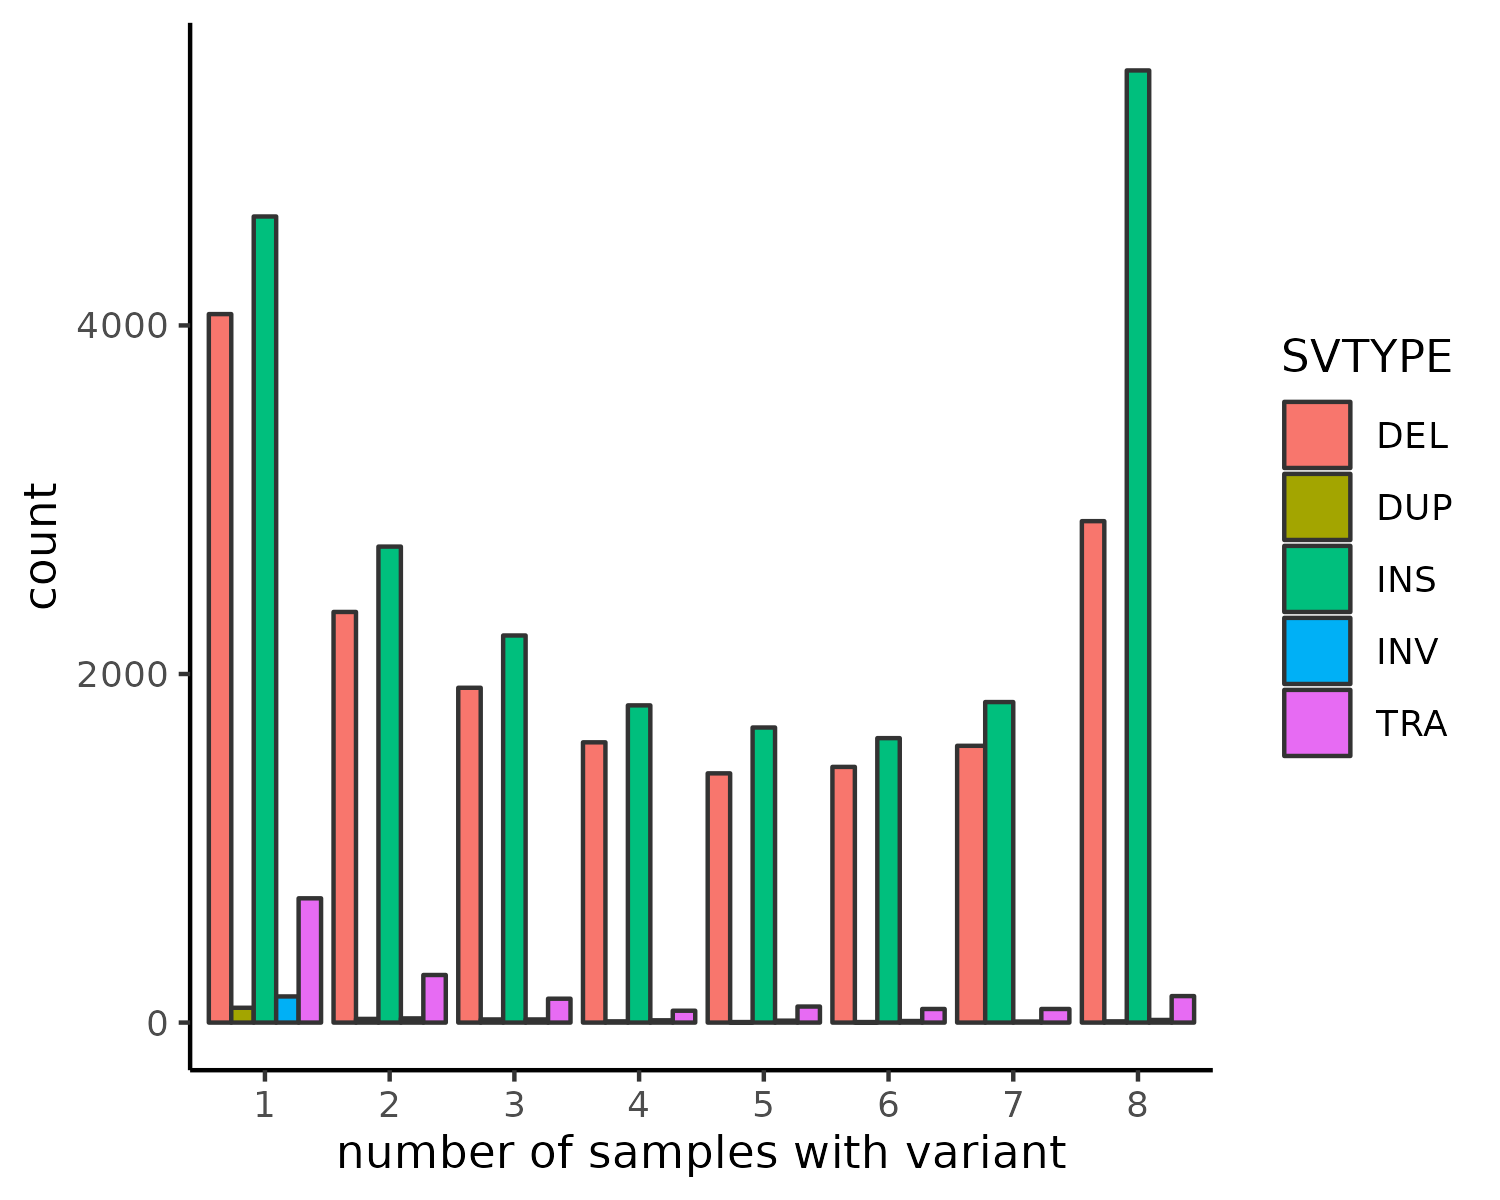 count
4000
2000
0
1 2 3 4 5 6 7 8
number of samples with variant
SVTYPE
DEL
DUP
INS
INV
TRA